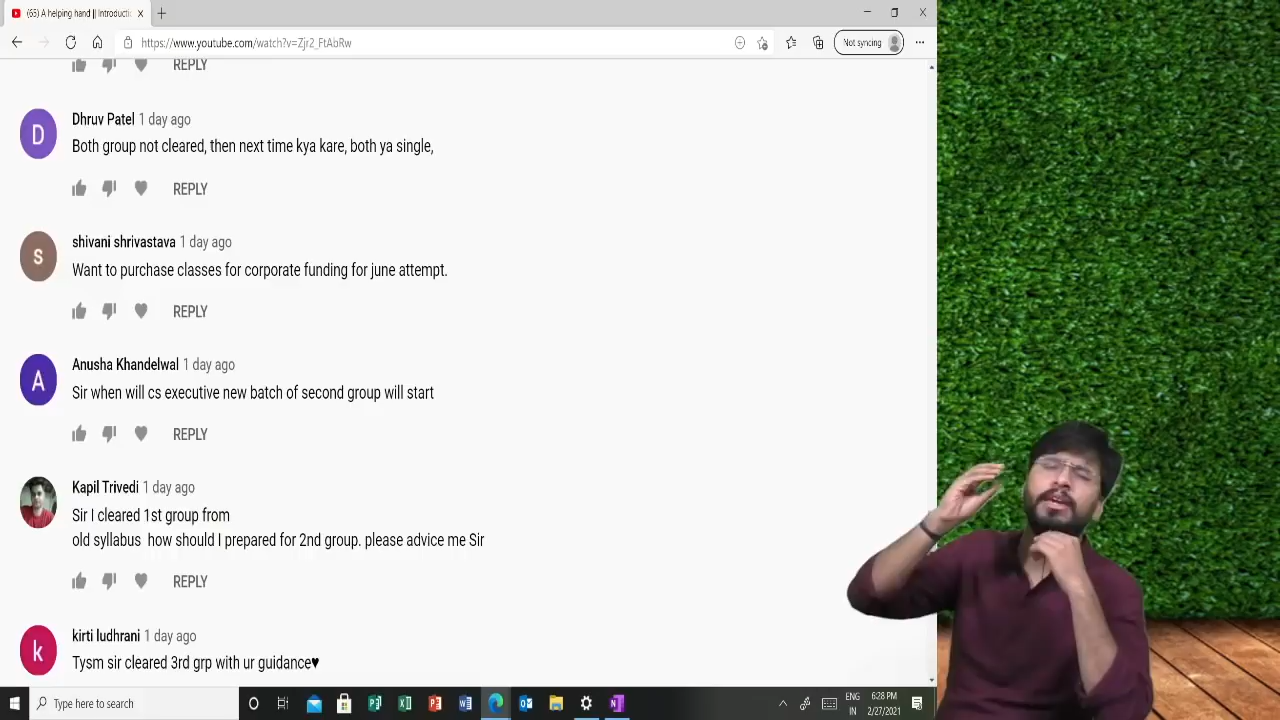 (65) A helping hand || Introducti
https://www.youtube.com/watch?v=Zjr2_FtAbRw
Not syncing
REPLY
Dhruv Patel 1 day ago
Both group not cleared, then next time kya kare, both ya single,
REPLY
shivani shrivastava 1 day ago
Want to purchase classes for corporate funding for june attempt.
REPLY
Anusha Khandelwal 1 day ago
Sir when will cs executive new batch of second group will start
REPLY
Kapil Trivedi 1 day ago
Sir I cleared 1st group from
old syllabus how should I prepared for 2nd group. please advice me Sir
REPLY
kirti ludhrani 1 day ago
Tysm sir cleared 3rd grp with ur guidance♥
D
S
A
k
Type here to search
ENG
IN
6:28 PM
2/27/2021